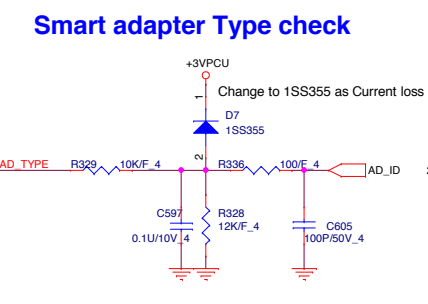 Smart adapter Type check
+3VPCU
Change to 1SS355 as Current loss
1
D7
1SS355
2
AD_TYPE R329 10K/F_4 R336 100/F_4 AD_ID
C597 R328 C605
0.1U/10V_4 12K/F_4 100P/50V_4